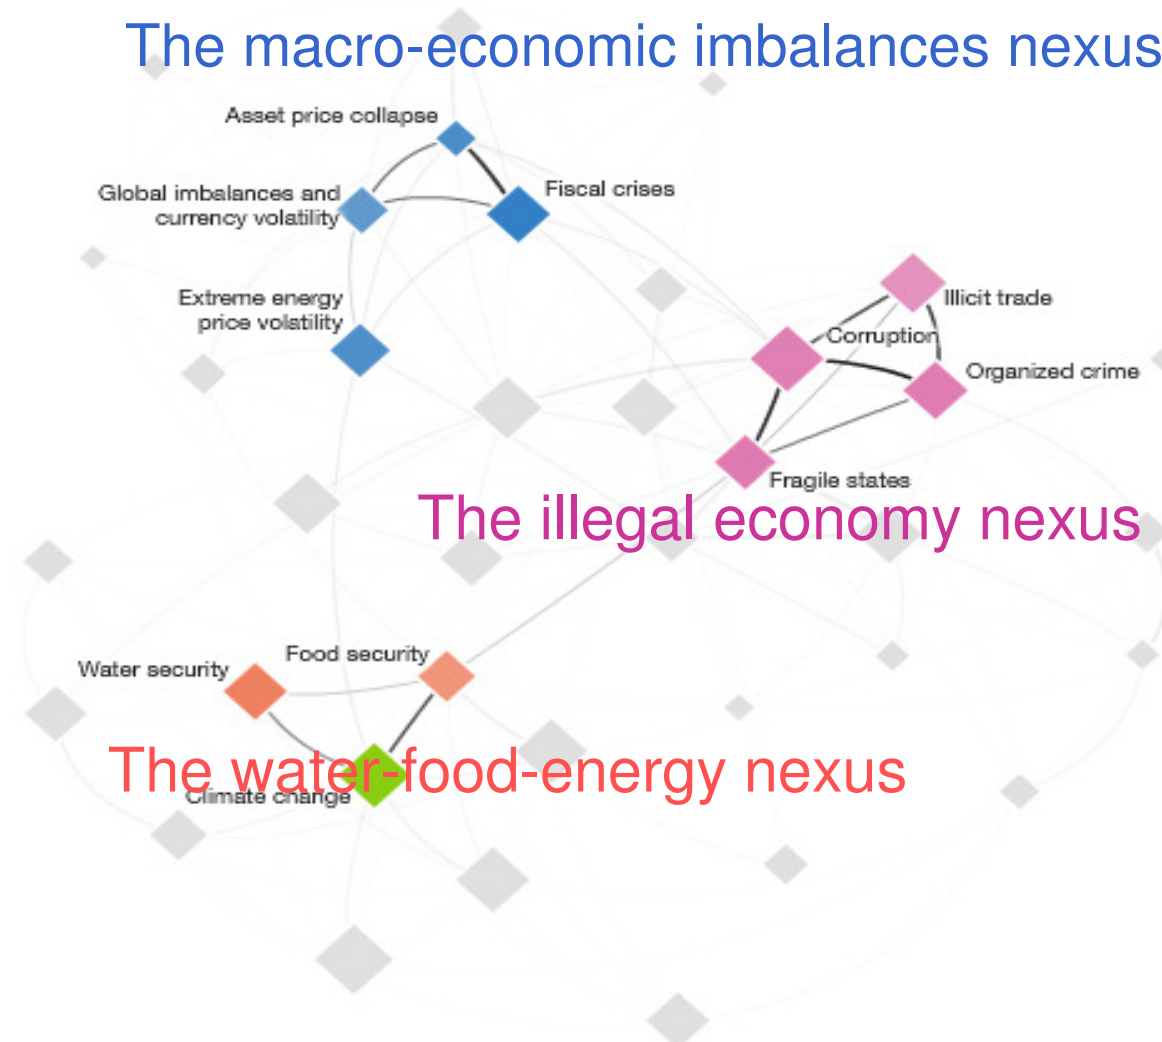 The macro-economic imbalances nexus
Asset price collapse
Global imbalances and
currency volatility
Fiscal crises
Extreme energy
price volatility
Illicit trade
Corruption
Organized crime
Fragile states
The illegal economy nexus
Food security
Water security
The water-food-energy nexus
Climate change